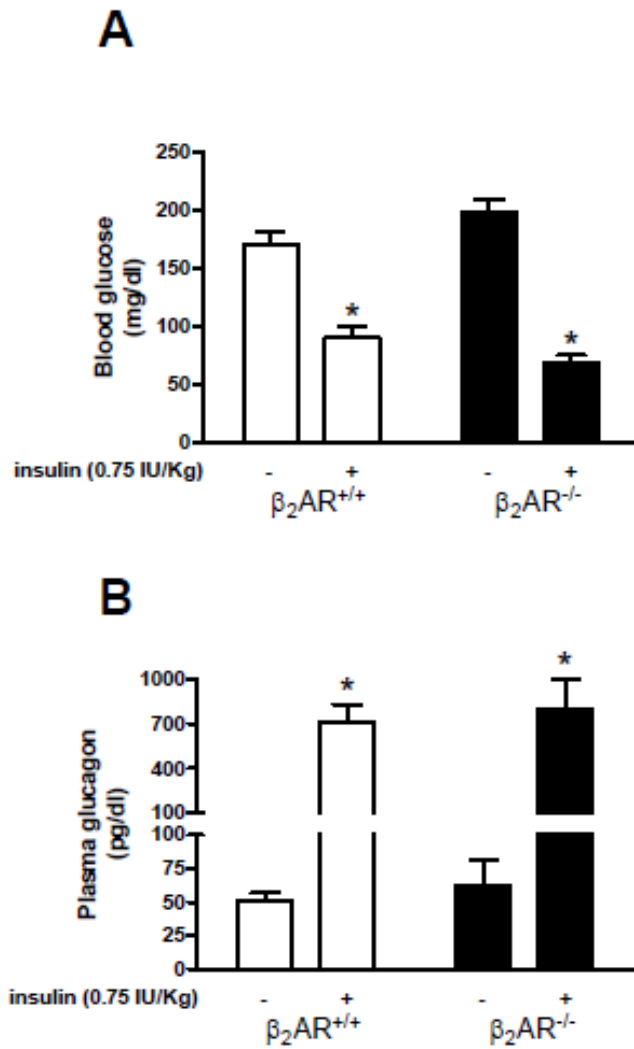 A
250
200
150
100
50
0
Blood glucose
(mg/dl)
*
*
insulin (0.75 IU/Kg) - + - +
β₂AR⁺/⁺ β₂AR⁻/⁻
B
1000
700
400
100
100
75
50
25
0
Plasma glucagon
(pg/dl)
*
*
insulin (0.75 IU/Kg) - + - +
β₂AR⁺/⁺ β₂AR⁻/⁻